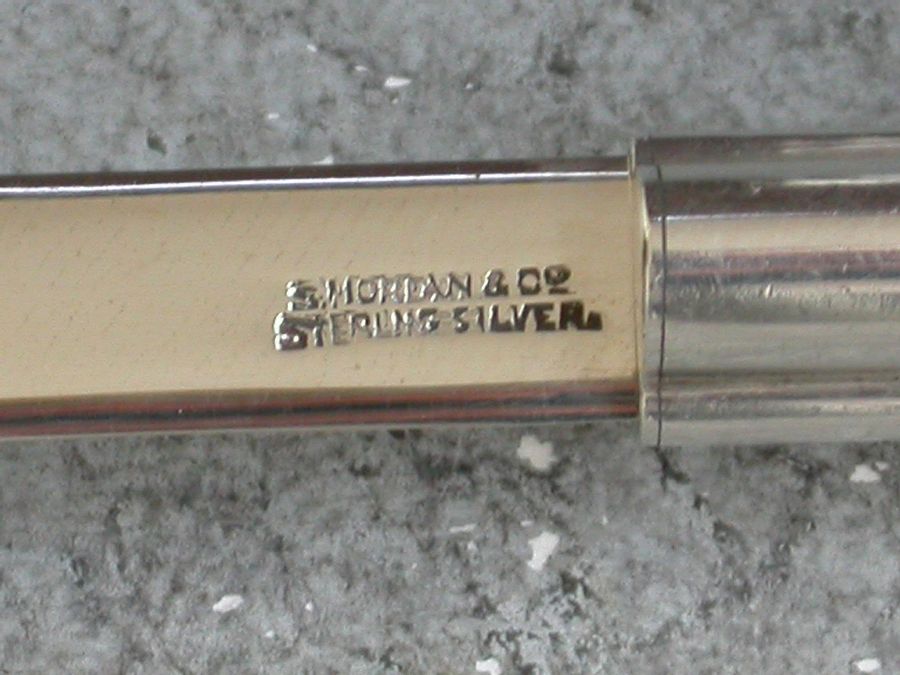 S. MORDAN & Co
STERLING SILVER.